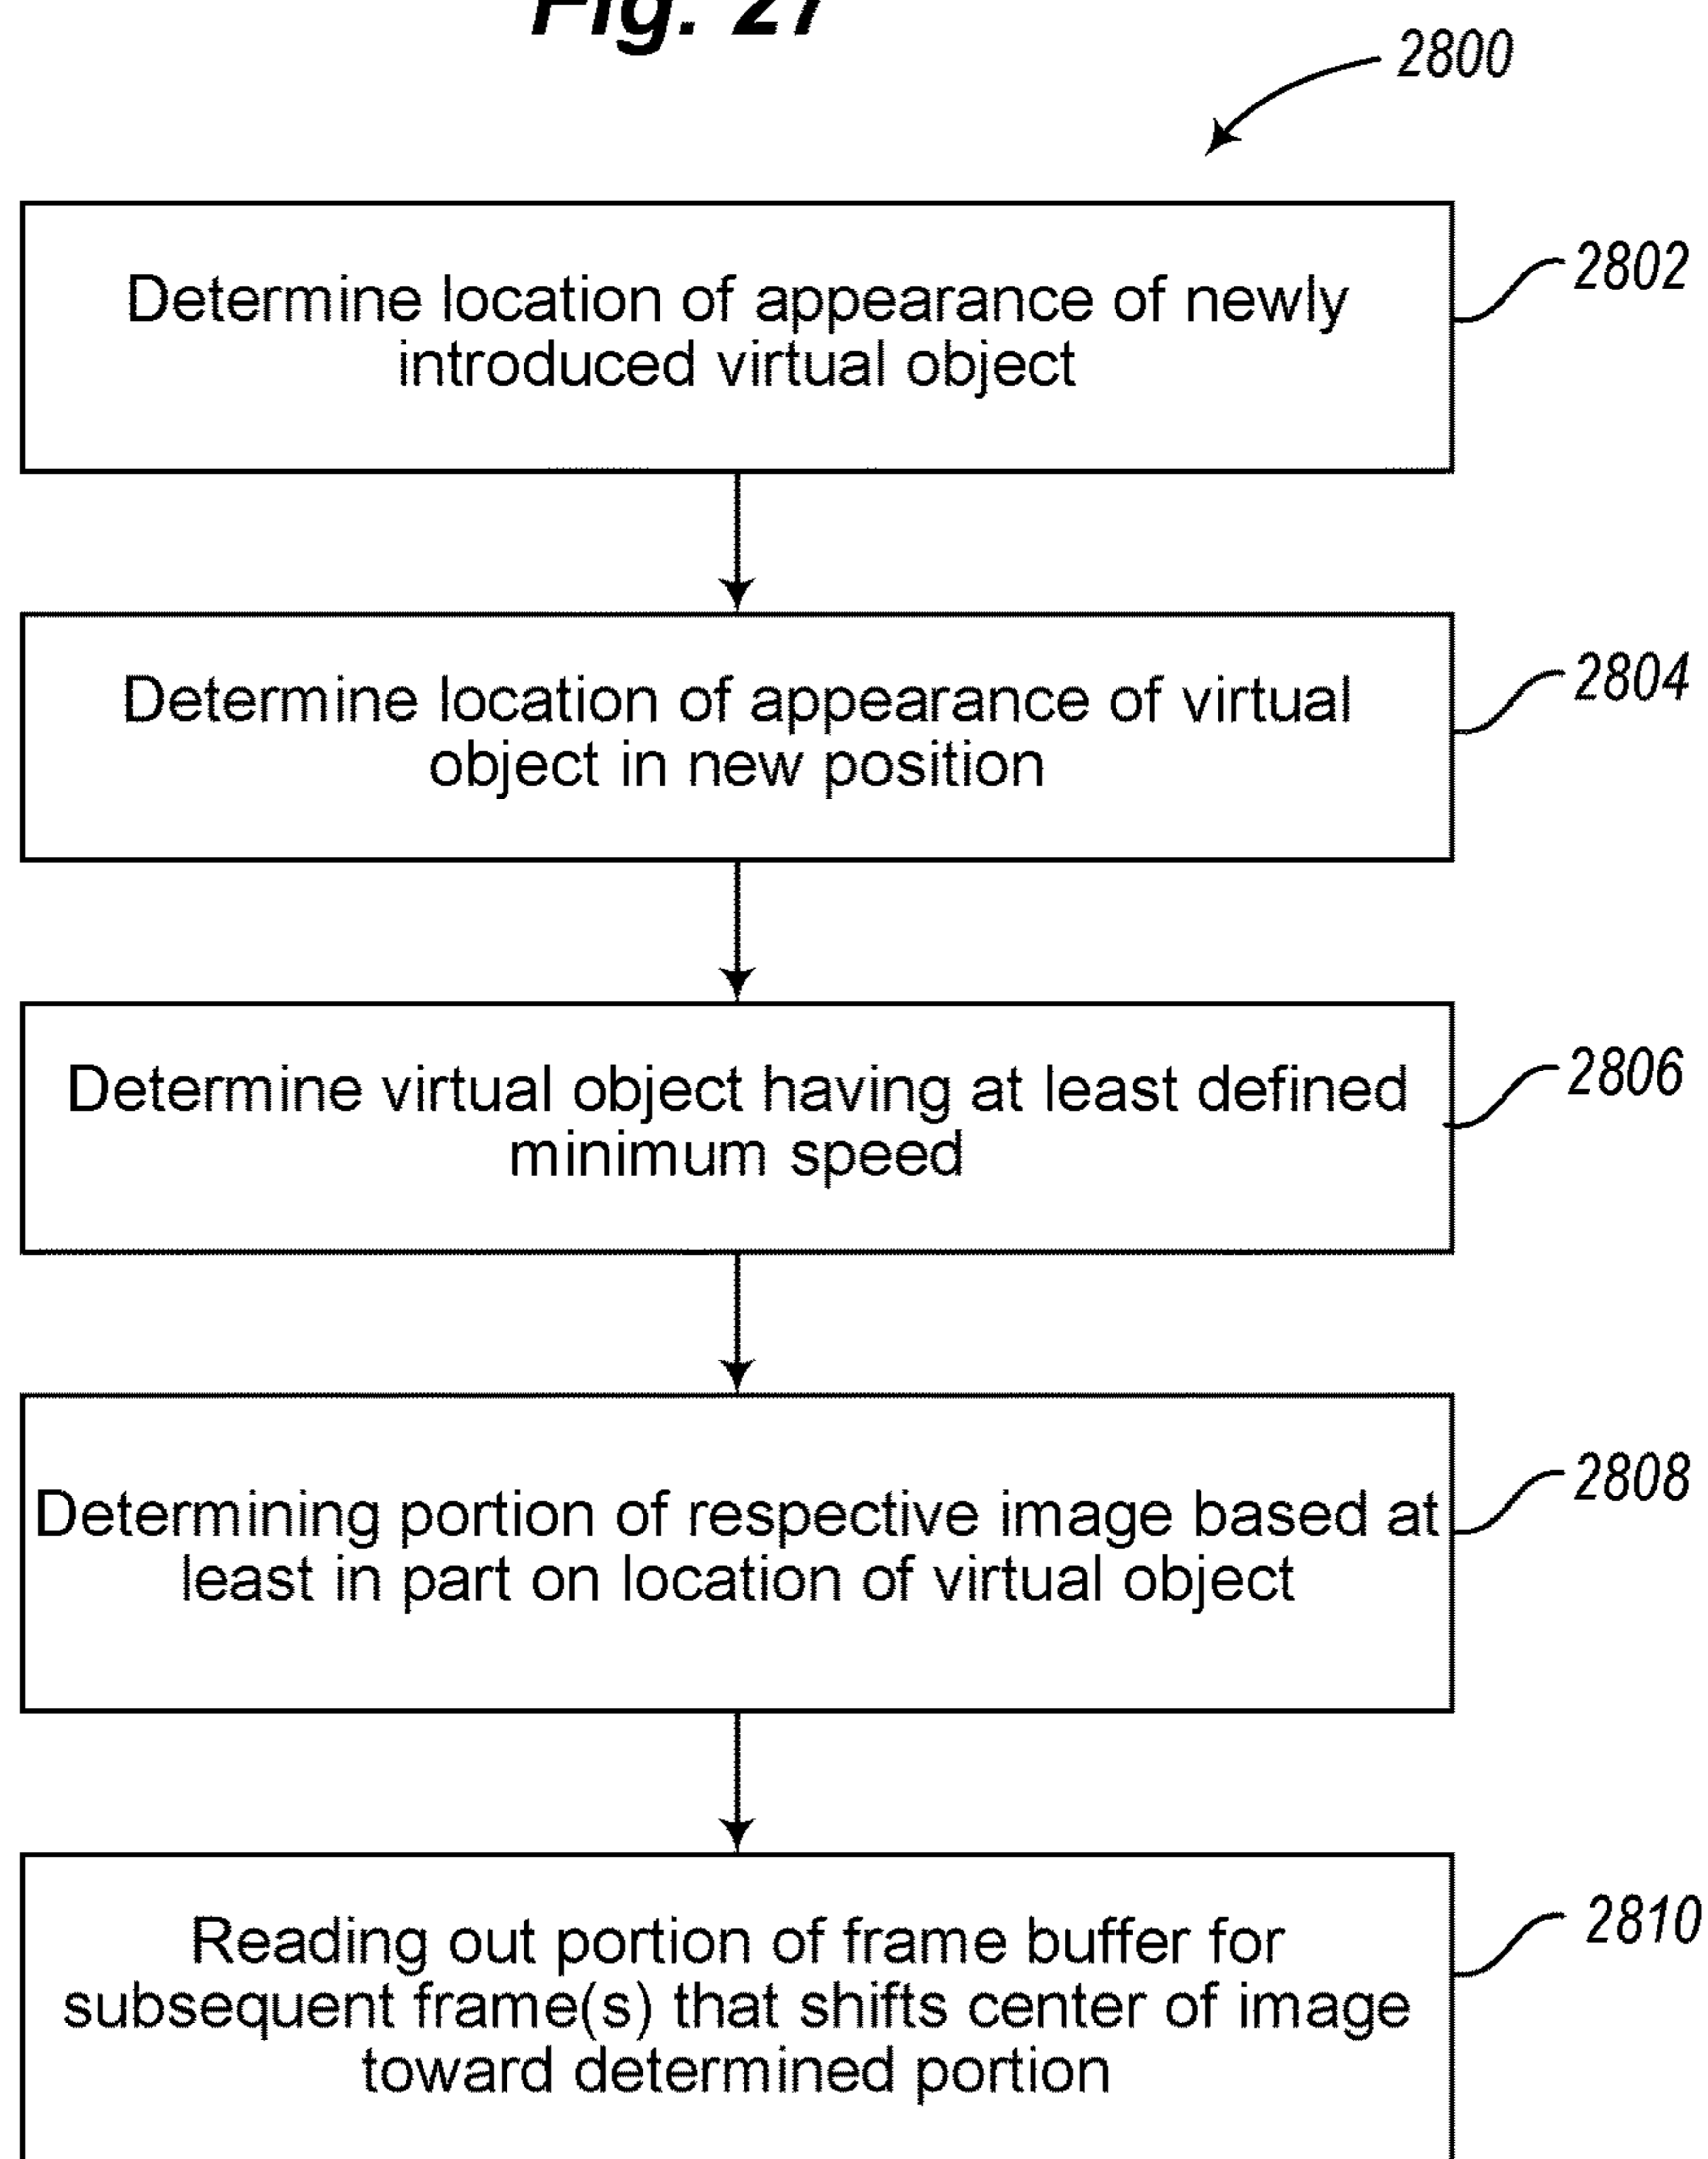 Fig. 27
2800
Determine location of appearance of newly
introduced virtual object
2802
Determine location of appearance of virtual
object in new position
2804
Determine virtual object having at least defined
minimum speed
2806
Determining portion of respective image based at
least in part on location of virtual object
2808
Reading out portion of frame buffer for
subsequent frame(s) that shifts center of image
toward determined portion
2810